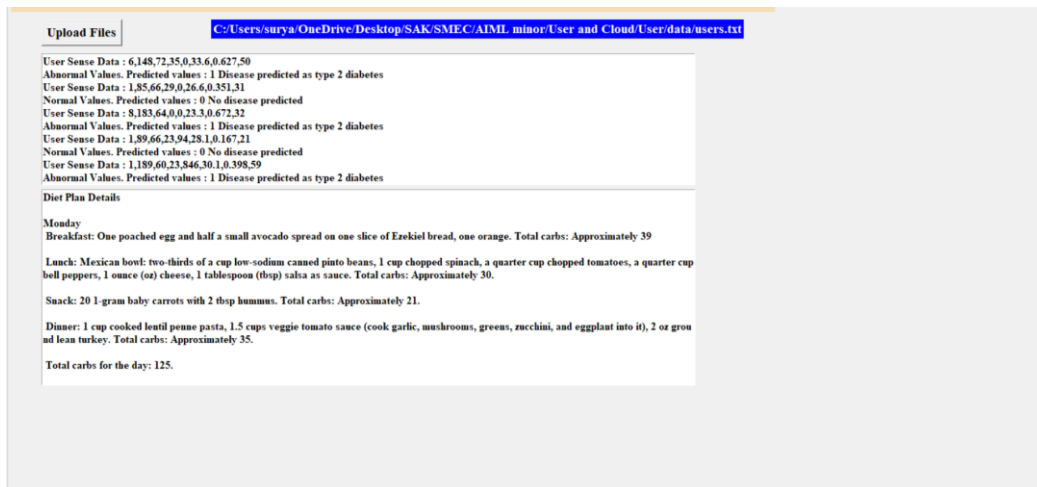 Upload Files
C:/Users/surya/OneDrive/Desktop/SAK/SMEC/AIML minor/User and Cloud/User/data/users.txt
User Sense Data : 6,148,72,35,0,33.6,0.627,50
Abnormal Values. Predicted values : 1 Disease predicted as type 2 diabetes
User Sense Data : 1,85,66,29,0,26.6,0.351,31
Normal Values. Predicted values : 0 No disease predicted
User Sense Data : 8,183,64,0,0,23.3,0.672,32
Abnormal Values. Predicted values : 1 Disease predicted as type 2 diabetes
User Sense Data : 1,89,66,23,94,28.1,0.167,21
Normal Values. Predicted values : 0 No disease predicted
User Sense Data : 1,189,60,23,846,30.1,0.398,59
Abnormal Values. Predicted values : 1 Disease predicted as type 2 diabetes
Diet Plan Details
Monday
Breakfast: One poached egg and half a small avocado spread on one slice of Ezekiel bread, one orange. Total carbs: Approximately 39
Lunch: Mexican bowl: two-thirds of a cup low-sodium canned pinto beans, 1 cup chopped spinach, a quarter cup chopped tomatoes, a quarter cup
bell peppers, 1 ounce (oz) cheese, 1 tablespoon (tbsp) salsa as sauce. Total carbs: Approximately 30.
Snack: 20 1-gram baby carrots with 2 tbsp hummus. Total carbs: Approximately 21.
Dinner: 1 cup cooked lentil penne pasta, 1.5 cups veggie tomato sauce (cook garlic, mushrooms, greens, zucchini, and eggplant into it), 2 oz grou
nd lean turkey. Total carbs: Approximately 35.
Total carbs for the day: 125.